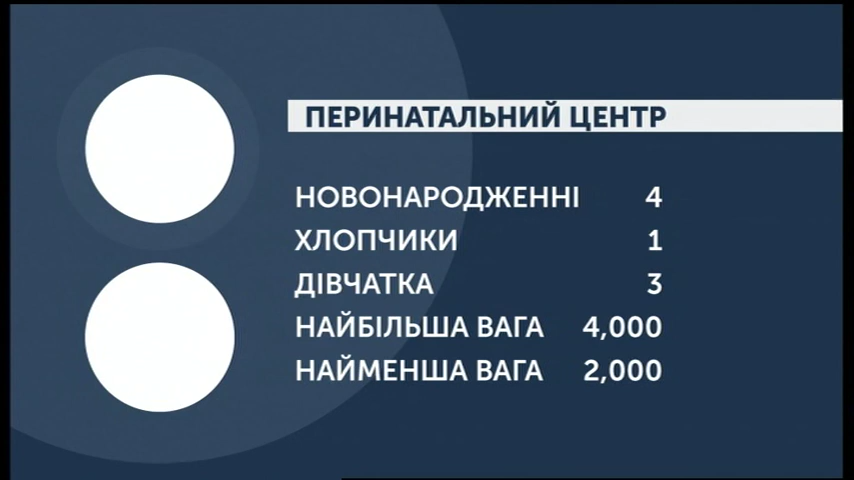 ПЕРИНАТАЛЬНИЙ ЦЕНТР
НОВОНАРОДЖЕННІ 4
ХЛОПЧИКИ 1
ДІВЧАТКА 3
НАЙБІЛЬША ВАГА 4,000
НАЙМЕНША ВАГА 2,000